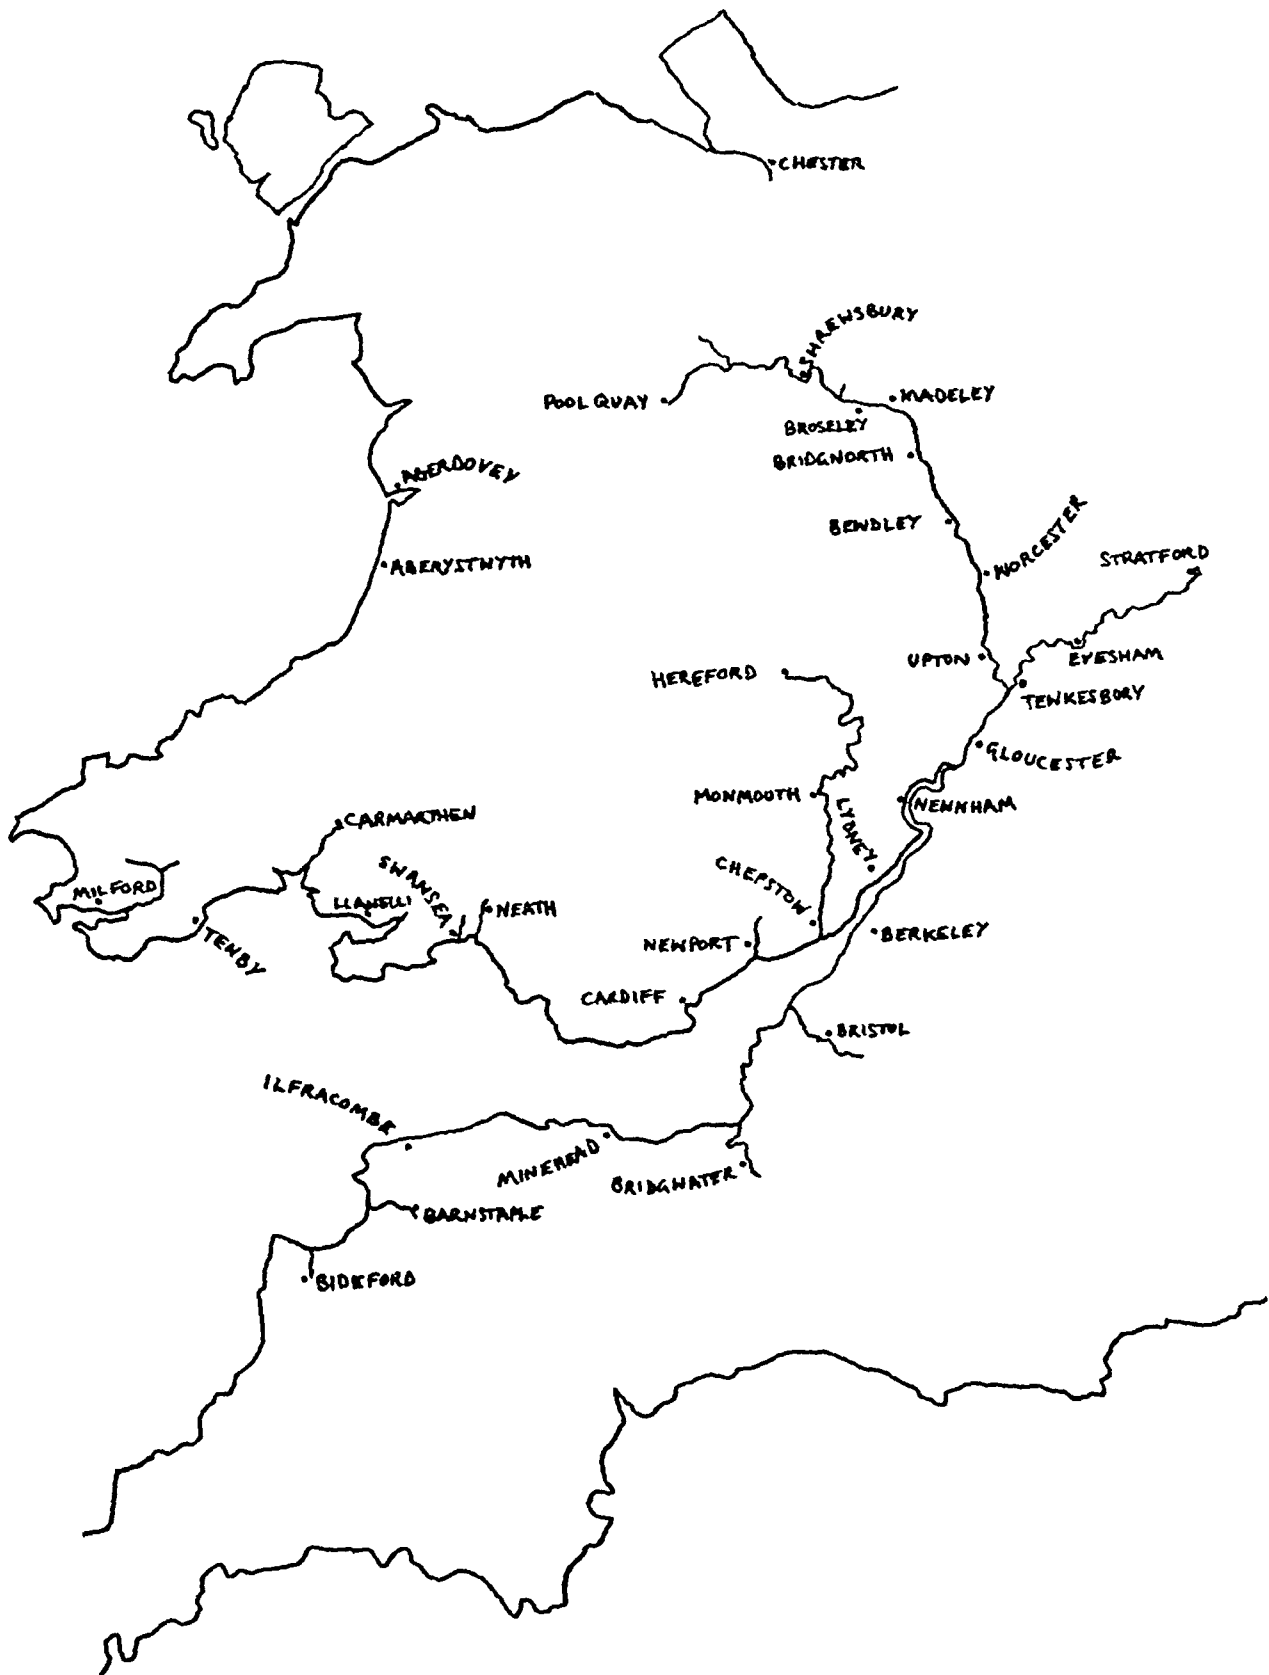 CHESTER
SHREWSBURY
POOL QUAY
MADELEY
BROSELEY
BRIDGNORTH
ABERDOVEY
BEWDLEY
WORCESTER
ABERYSTWYTH
STRATFORD
UPTON
EVESHAM
HEREFORD
TEWKESBURY
GLOUCESTER
MONMOUTH
LYDNEY
NEWNHAM
CARMARTHEN
SWANSEA
CHEPSTOW
MILFORD
LLANELLI
NEATH
TENBY
NEWPORT
BERKELEY
CARDIFF
BRISTOL
ILFRACOMBE
MINEHEAD
BRIDGWATER
BARNSTAPLE
BIDEFORD